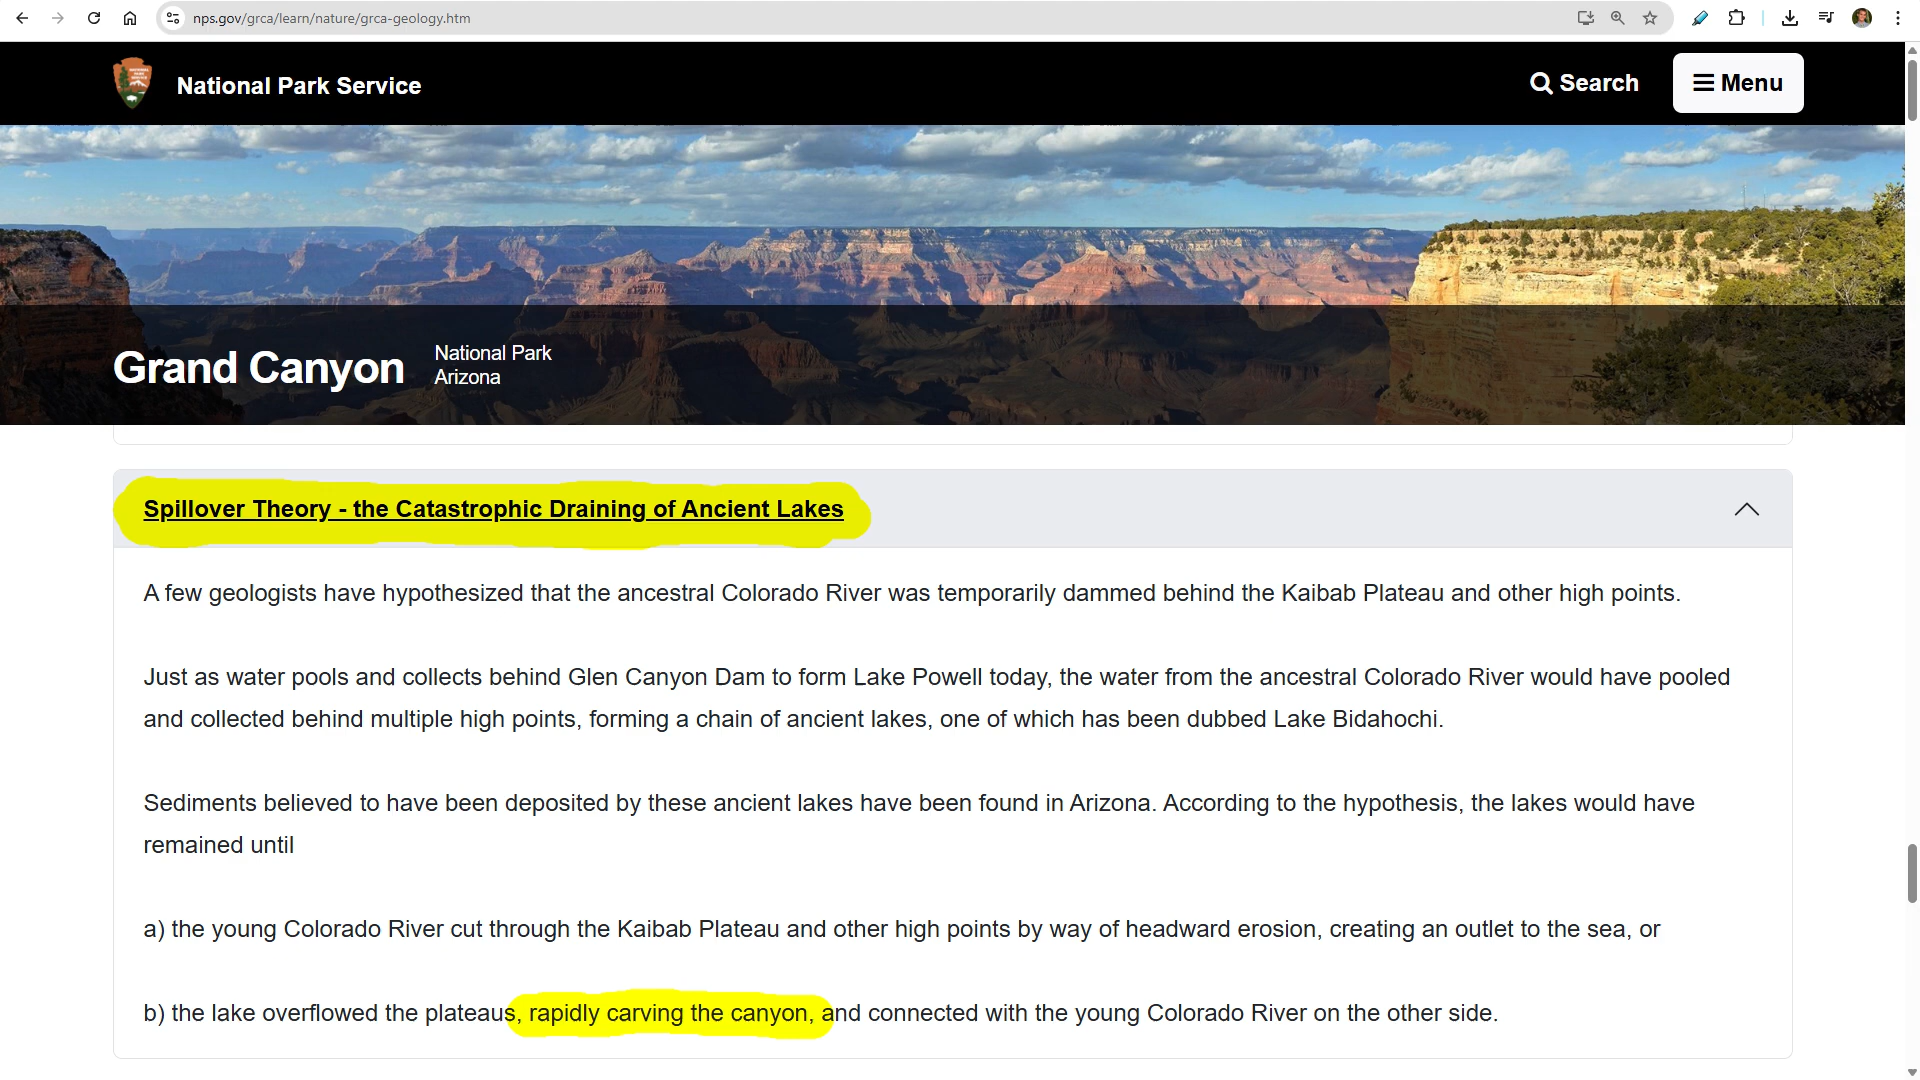 nps.gov/grca/learn/nature/grca-geology.htm
National Park Service
Search
Menu
Grand Canyon
National Park
Arizona
Spillover Theory - the Catastrophic Draining of Ancient Lakes
A few geologists have hypothesized that the ancestral Colorado River was temporarily dammed behind the Kaibab Plateau and other high points.
Just as water pools and collects behind Glen Canyon Dam to form Lake Powell today, the water from the ancestral Colorado River would have pooled
and collected behind multiple high points, forming a chain of ancient lakes, one of which has been dubbed Lake Bidahochi.
Sediments believed to have been deposited by these ancient lakes have been found in Arizona. According to the hypothesis, the lakes would have
remained until
a) the young Colorado River cut through the Kaibab Plateau and other high points by way of headward erosion, creating an outlet to the sea, or
b) the lake overflowed the plateaus, rapidly carving the canyon, and connected with the young Colorado River on the other side.